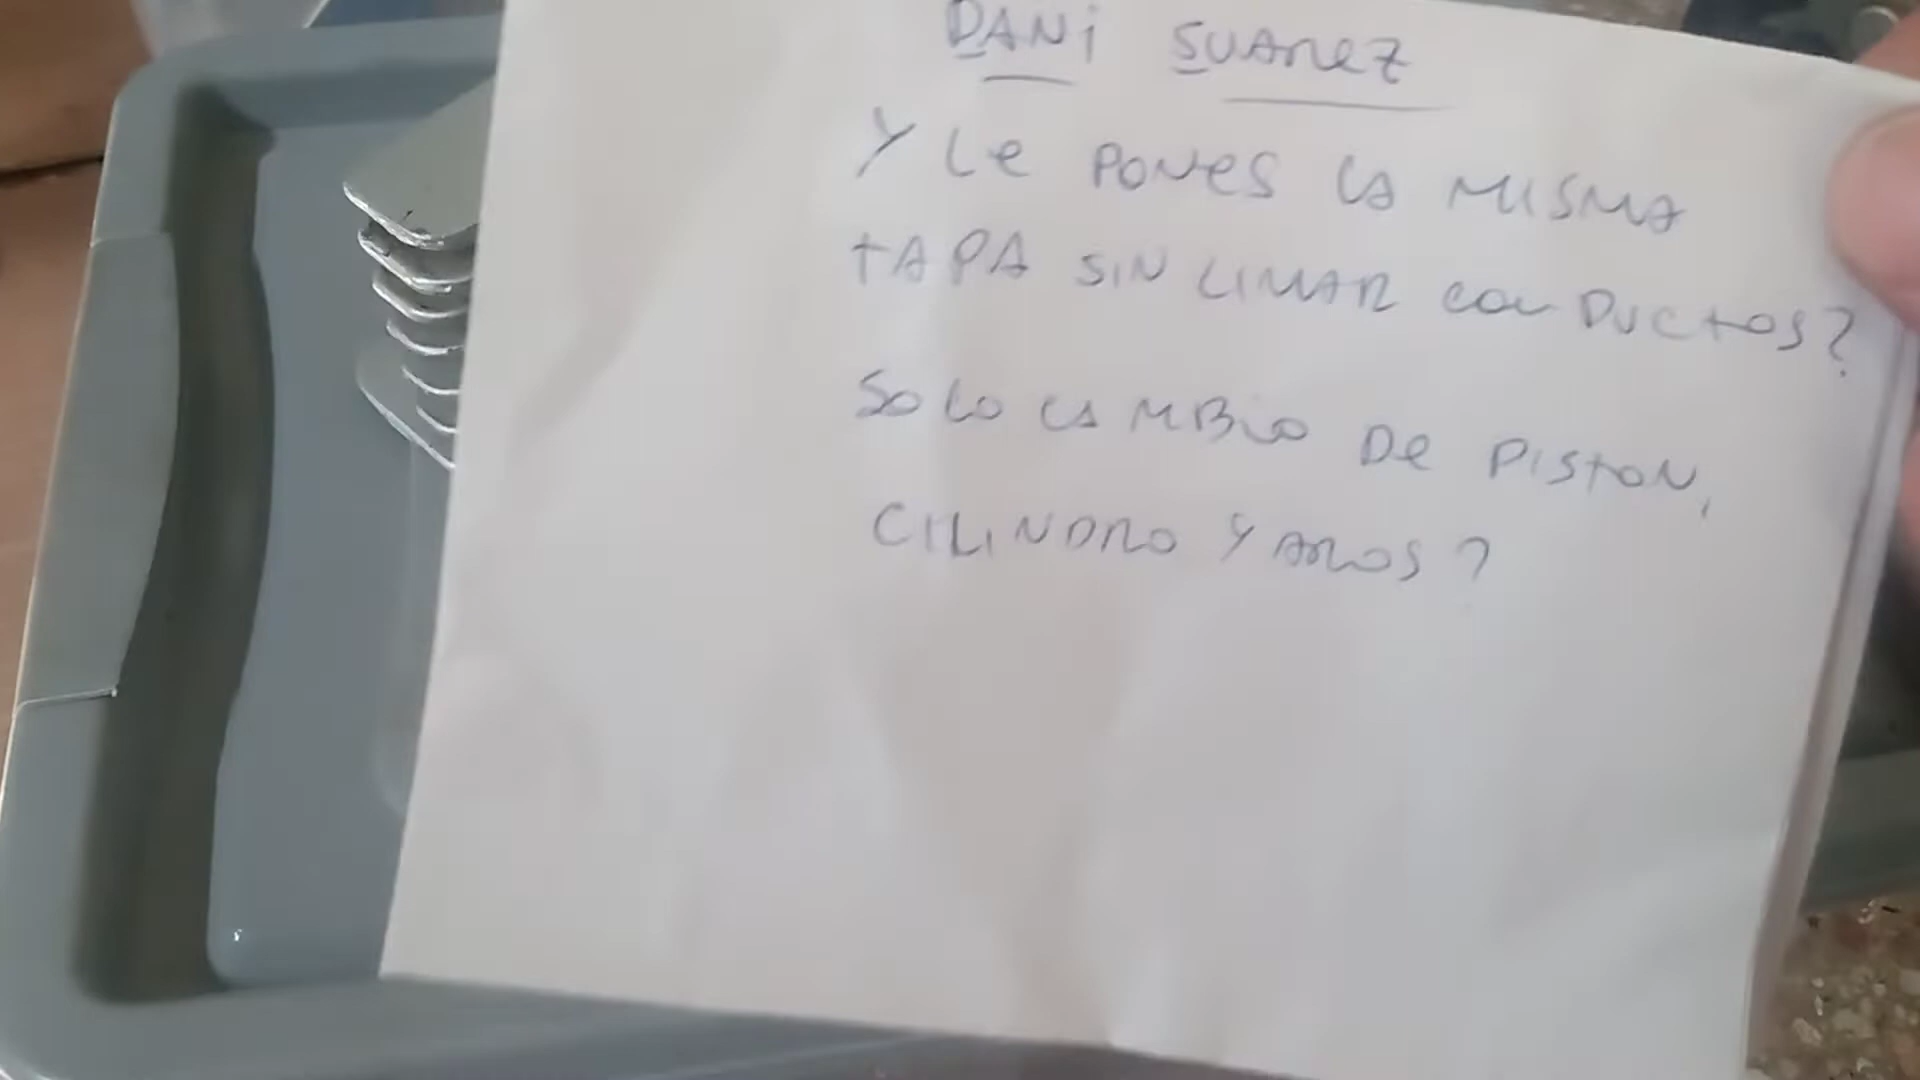 DANi SUAREZ
Y Le PONES LA MISMA
TAPA SIN LIMAR CONDUCTOS?
SOLO CAMBIO De PISTON,
CILINDRO Y AROS?